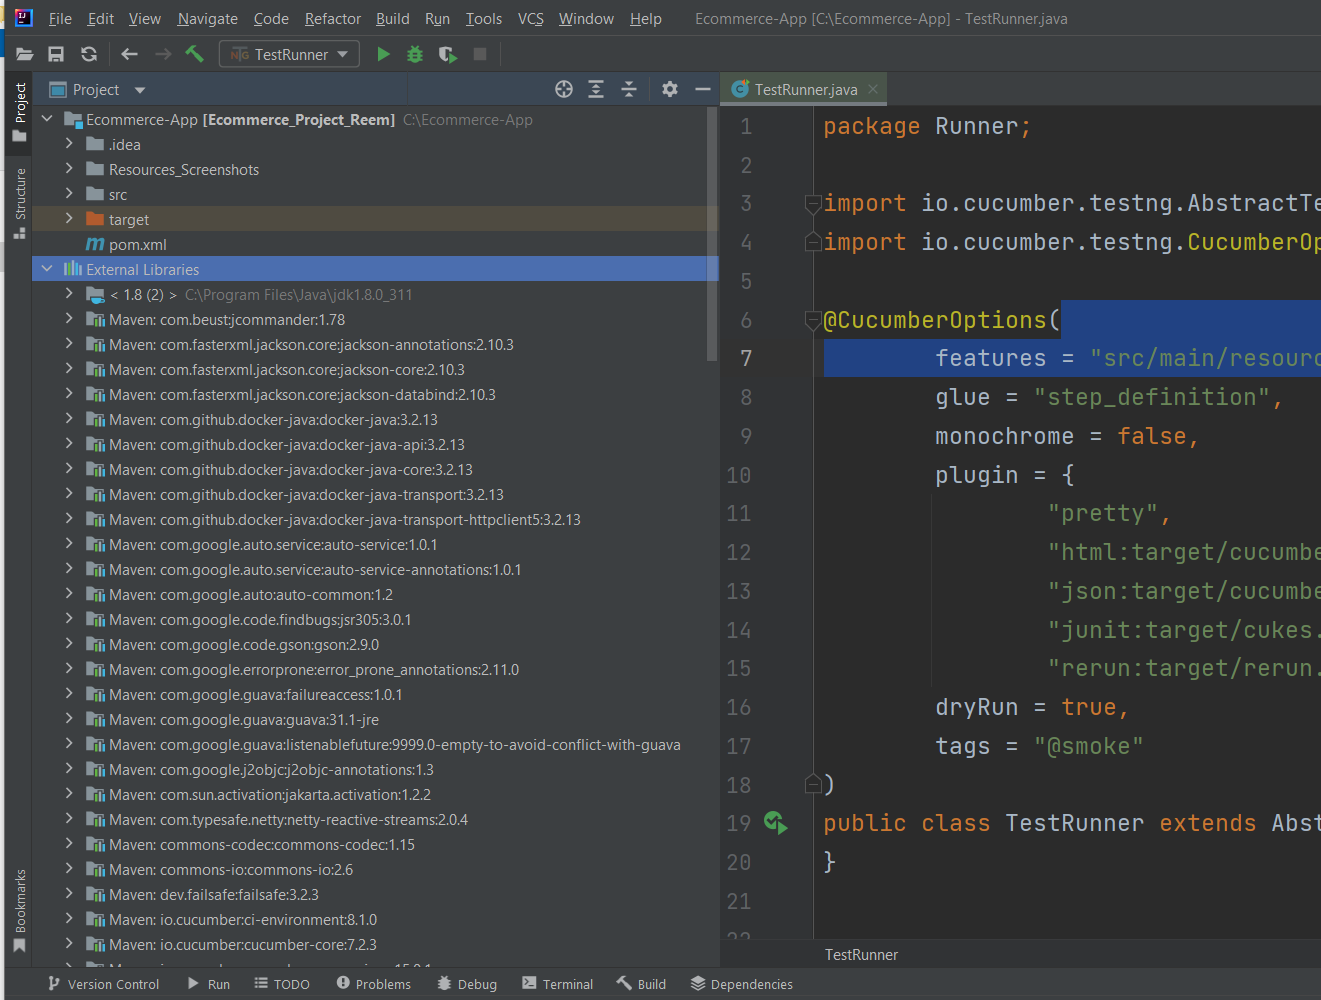 File Edit View Navigate Code Refactor Build Run Tools VCS Window Help Ecommerce-App [C:\Ecommerce-App] - TestRunner.java
TestRunner
Project
TestRunner.java
Project
Structure
Bookmarks
Ecommerce-App [Ecommerce_Project_Reem] C:\Ecommerce-App
.idea
Resources_Screenshots
src
target
pom.xml
External Libraries
< 1.8 (2) > C:\Program Files\Java\jdk1.8.0_311
Maven: com.beust:jcommander:1.78
Maven: com.fasterxml.jackson.core:jackson-annotations:2.10.3
Maven: com.fasterxml.jackson.core:jackson-core:2.10.3
Maven: com.fasterxml.jackson.core:jackson-databind:2.10.3
Maven: com.github.docker-java:docker-java:3.2.13
Maven: com.github.docker-java:docker-java-api:3.2.13
Maven: com.github.docker-java:docker-java-core:3.2.13
Maven: com.github.docker-java:docker-java-transport:3.2.13
Maven: com.github.docker-java:docker-java-transport-httpclient5:3.2.13
Maven: com.google.auto.service:auto-service:1.0.1
Maven: com.google.auto.service:auto-service-annotations:1.0.1
Maven: com.google.auto:auto-common:1.2
Maven: com.google.code.findbugs:jsr305:3.0.1
Maven: com.google.code.gson:gson:2.9.0
Maven: com.google.errorprone:error_prone_annotations:2.11.0
Maven: com.google.guava:failureaccess:1.0.1
Maven: com.google.guava:guava:31.1-jre
Maven: com.google.guava:listenablefuture:9999.0-empty-to-avoid-conflict-with-guava
Maven: com.google.j2objc:j2objc-annotations:1.3
Maven: com.sun.activation:jakarta.activation:1.2.2
Maven: com.typesafe.netty:netty-reactive-streams:2.0.4
Maven: commons-codec:commons-codec:1.15
Maven: commons-io:commons-io:2.6
Maven: dev.failsafe:failsafe:3.2.3
Maven: io.cucumber:ci-environment:8.1.0
Maven: io.cucumber:cucumber-core:7.2.3
1 package Runner;
2
3 import io.cucumber.testng.AbstractTe
4 import io.cucumber.testng.CucumberOp
5
6 @CucumberOptions(
7 features = "src/main/resourc
8 glue = "step_definition",
9 monochrome = false,
10 plugin = {
11 "pretty",
12 "html:target/cucumbe
13 "json:target/cucumbe
14 "junit:target/cukes.
15 "rerun:target/rerun.
16 dryRun = true,
17 tags = "@smoke"
18 )
19 public class TestRunner extends Abst
20 }
21
TestRunner
Version Control Run TODO Problems Debug Terminal Build Dependencies